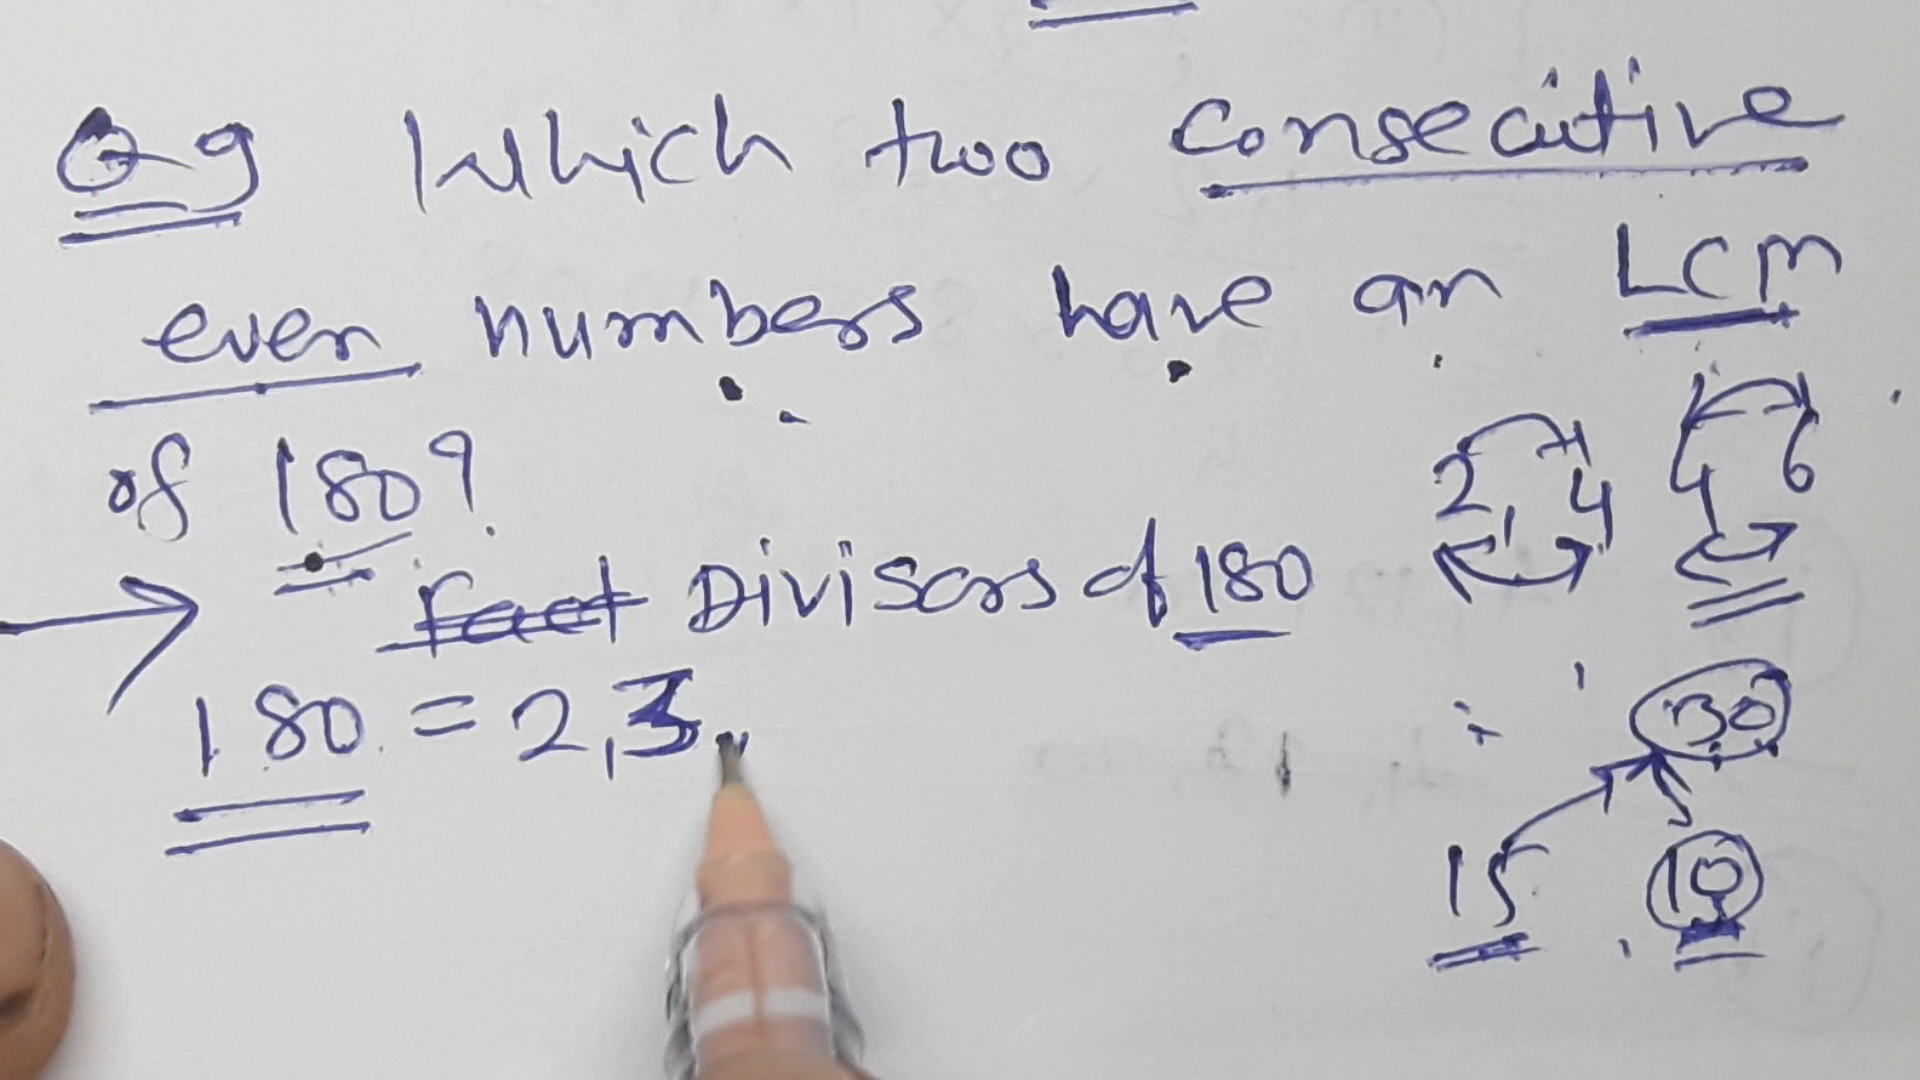 Q9 Which two consecutive
even numbers have an LCM
of 180?
2, 4 4 6
fact Divisors of 180
180 = 2,3,
30
15 10